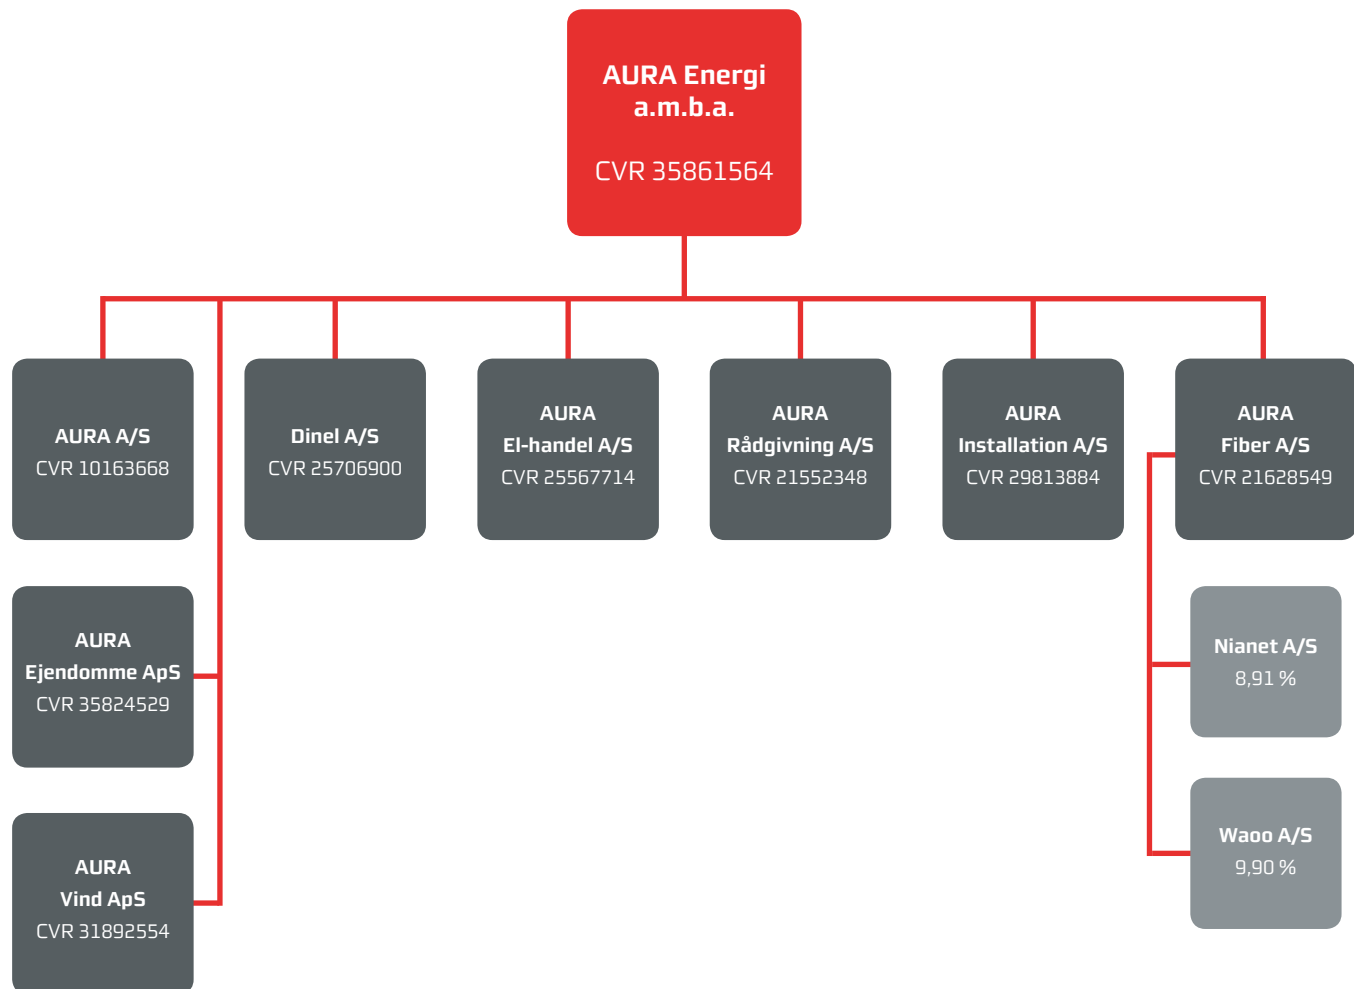 AURA Energi
a.m.b.a.
CVR 35861564
AURA A/S
CVR 10163668
Dinel A/S
CVR 25706900
AURA
El-handel A/S
CVR 25567714
AURA
Rådgivning A/S
CVR 21552348
AURA
Installation A/S
CVR 29813884
AURA
Fiber A/S
CVR 21628549
AURA
Ejendomme ApS
CVR 35824529
Nianet A/S
8,91 %
AURA
Vind ApS
CVR 31892554
Waoo A/S
9,90 %